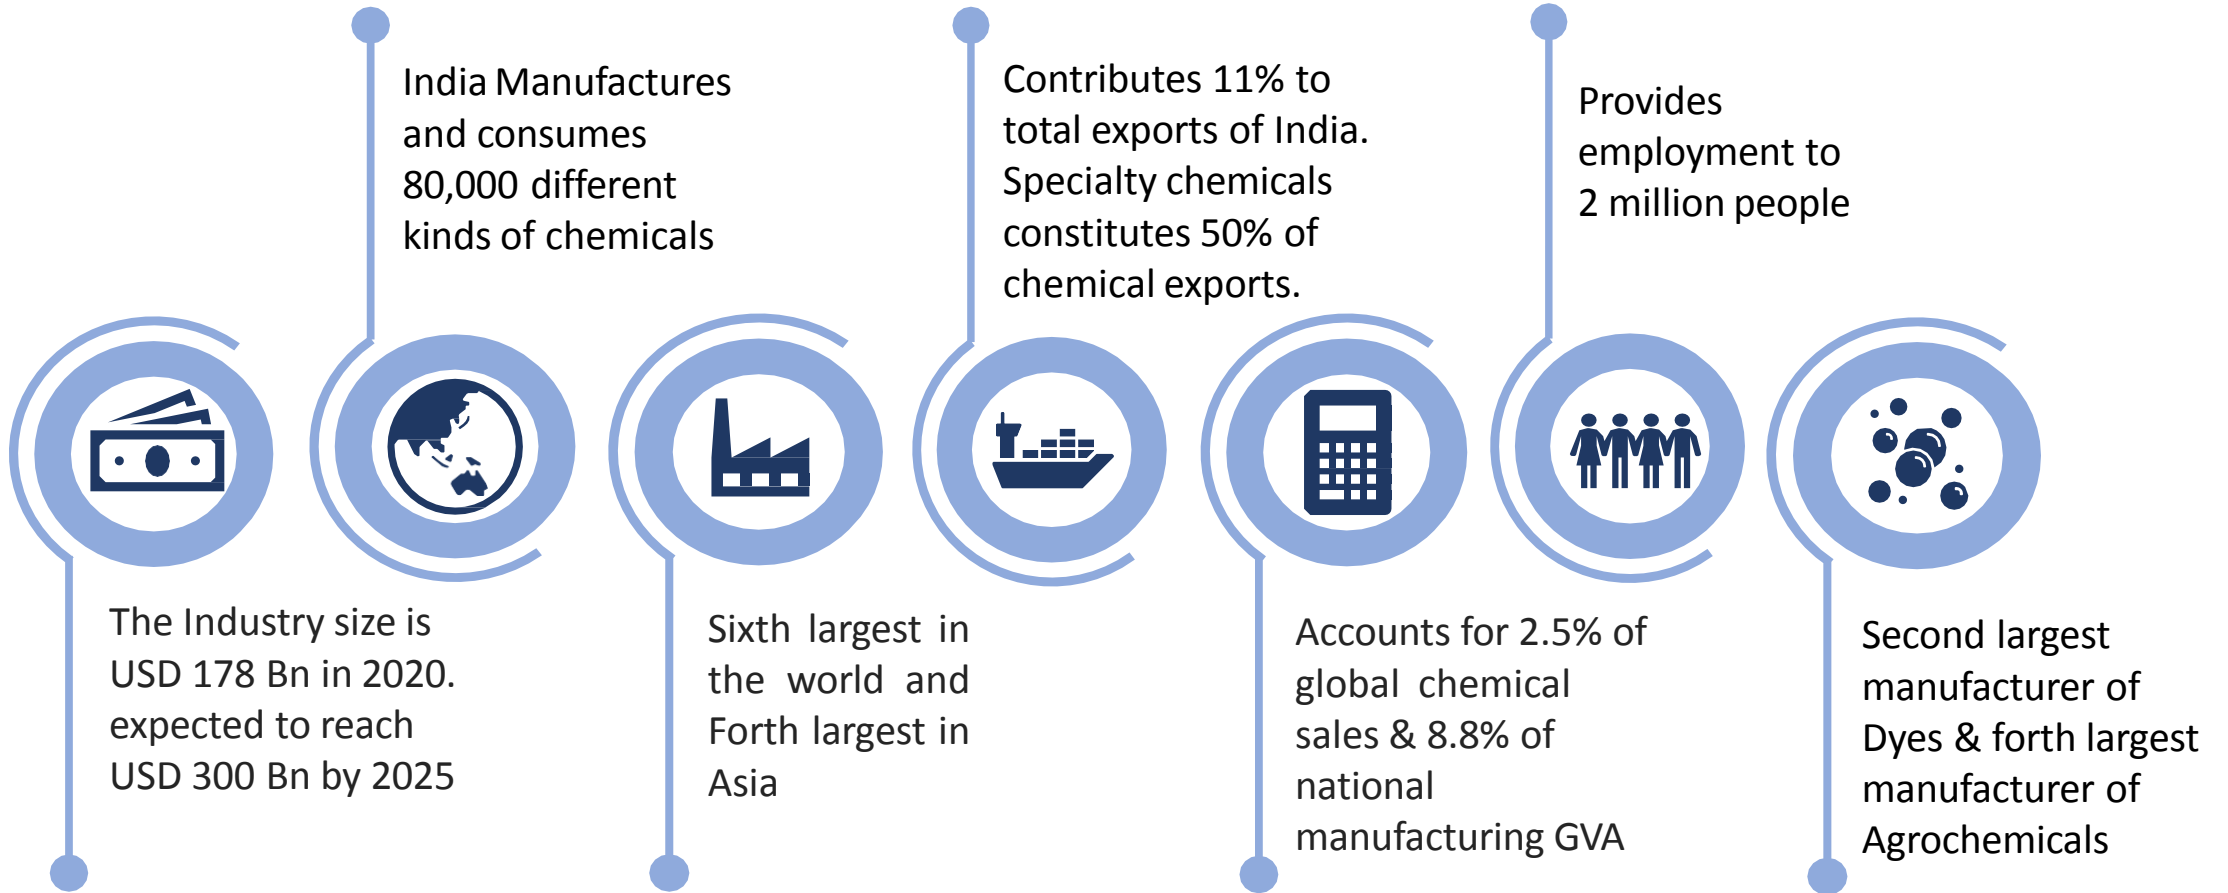 India Manufactures
and consumes
80,000 different
kinds of chemicals
Contributes 11% to
total exports of India.
Specialty chemicals
constitutes 50% of
chemical exports.
Provides
employment to
2 million people
The Industry size is
USD 178 Bn in 2020.
expected to reach
USD 300 Bn by 2025
Sixth largest in
the world and
Forth largest in
Asia
Accounts for 2.5% of
global chemical
sales & 8.8% of
national
manufacturing GVA
Second largest
manufacturer of
Dyes & forth largest
manufacturer of
Agrochemicals